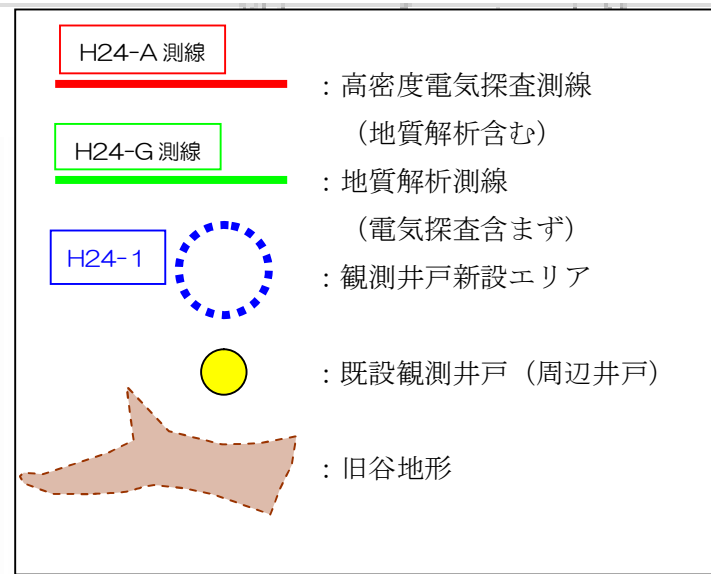 H24-A 測線
：高密度電気探査測線
（地質解析含む）
H24-G 測線
：地質解析測線
（電気探査含まず）
H24-1
：観測井戸新設エリア
：既設観測井戸（周辺井戸）
：旧谷地形